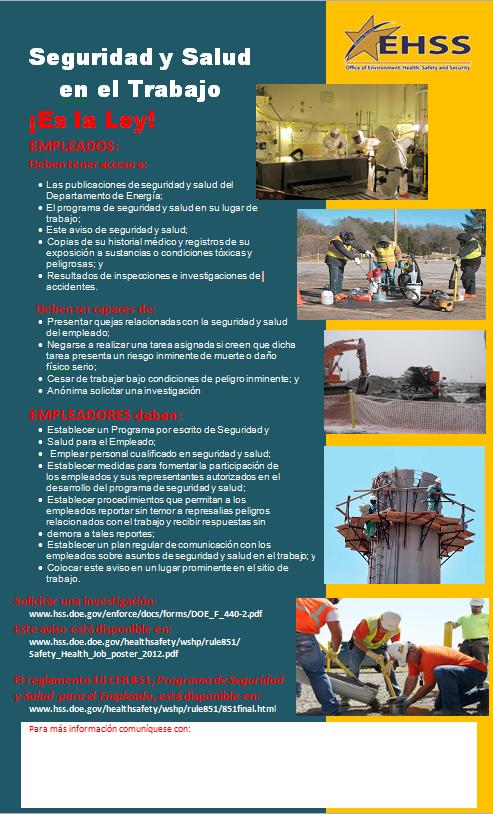 Seguridad y Salud
en el Trabajo
¡Es la Ley!
EHSS
Office of Environment, Health, Safety and Security
EMPLEADOS:
Deben tener acceso a:
• Las publicaciones de seguridad y salud del
Departamento de Energía;
• El programa de seguridad y salud en su lugar de
trabajo;
• Este aviso de seguridad y salud;
• Copias de su historial médico y registros de su
exposición a sustancias o condiciones tóxicas y
peligrosas; y
• Resultados de inspecciones e investigaciones de
accidentes.
Deben ser capaces de:
• Presentar quejas relacionadas con la seguridad y salud
del empleado;
• Negarse a realizar una tarea asignada si creen que dicha
tarea presenta un riesgo inminente de muerte o daño
físico serio;
• Cesar de trabajar bajo condiciones de peligro inminente; y
• Anónima solicitar una investigación
EMPLEADORES deben:
• Establecer un Programa por escrito de Seguridad y
• Salud para el Empleado;
• Emplear personal cualificado en seguridad y salud;
• Establecer medidas para fomentar la participación de
los empleados y sus representantes autorizados en el
desarrollo del programa de seguridad y salud;
• Establecer procedimientos que permitan a los
empleados reportar sin temor a represalias peligros
relacionados con el trabajo y recibir respuestas sin
• demora a tales reportes;
• Establecer un plan regular de comunicación con los
empleados sobre asuntos de seguridad y salud en el trabajo; y
• Colocar este aviso en un lugar prominente en el sitio de
trabajo.
Solicitar una investigación:
www.hss.doe.gov/enforce/docs/forms/DOE_F_440-2.pdf
Este aviso está disponible en:
www.hss.doe.doe.gov/healthsafety/wshp/rule851/
Safety_Health_Job_poster_2012.pdf
El reglamento 10 CFR 851, Programa de Seguridad
y Salud para el Empleado, está disponible en:
www.hss.doe.gov/healthsafety/wshp/rule851/851final.html
Para más información comuníquese con: